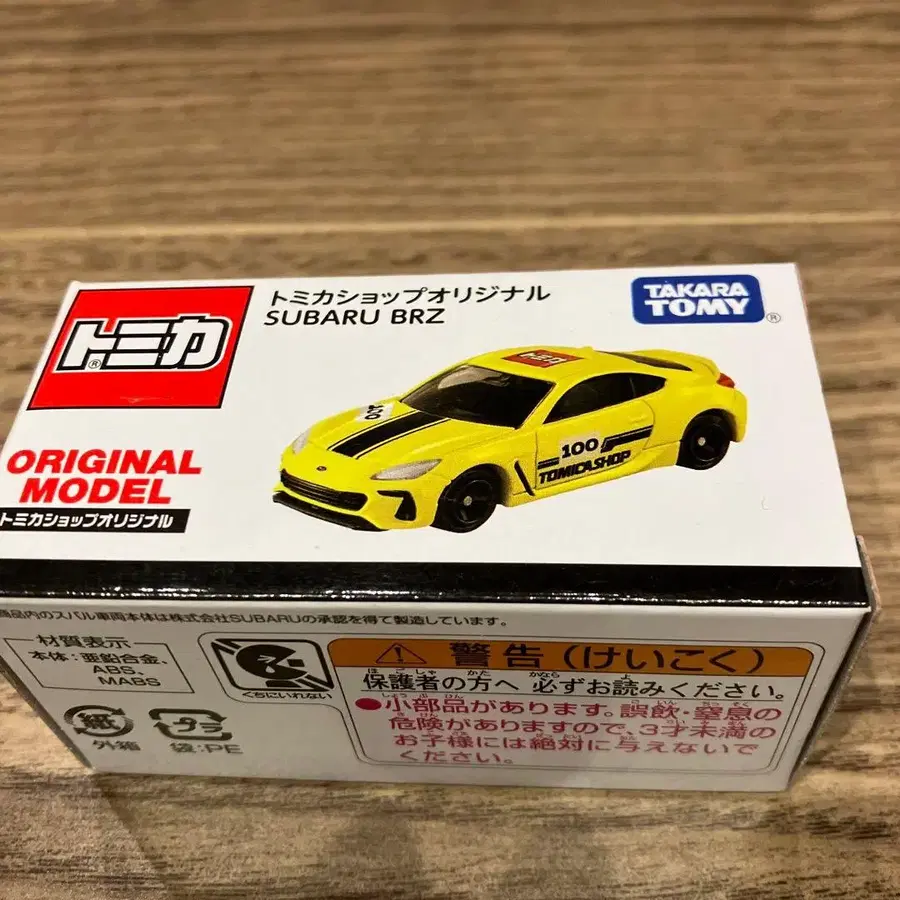 トミカ®
トミカショップオリジナル
SUBARU BRZ
TAKARA
TOMY®
ORIGINAL
MODEL
トミカショップオリジナル
トミカ
100
100
TOMICA SHOP
商品内のスバル車両本体は株式会社SUBARUの承認を得て製造しています。
材質表示
本体:亜鉛合金、
ABS、
MABS
紙
外箱
プラ
袋:PE
くちにいれない
警告(けいこく)
保護者の方へ 必ずお読みください。
●小部品があります。誤飲・窒息の
危険がありますので、3才未満の
お子様には絶対に与えないで
ください。